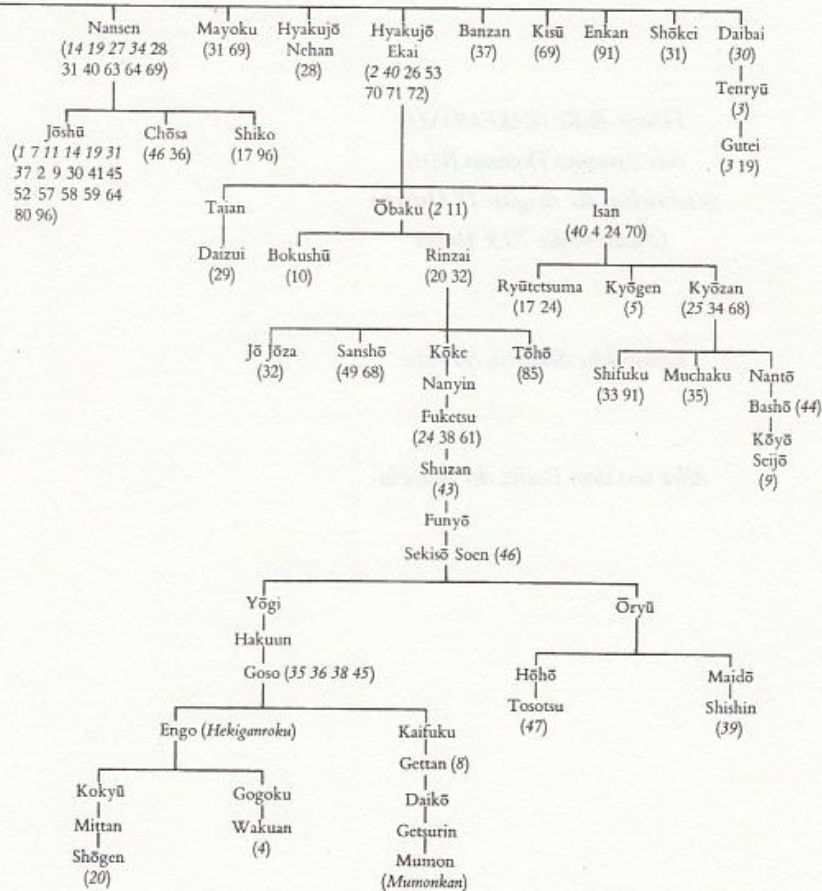 Nansen Mayoku Hyakujō Hyakujō Banzan Kisū Enkan Shōkei Daibai
(14 19 27 34 28 (31 69) Nehan Ekai (37) (69) (91) (31) (30)
31 40 63 64 69) (28) (2 40 26 53 Tenryū
70 71 72) (3)
Jōshū Chōsa Shiko Gutei
(1 7 11 14 19 31 (46 36) (17 96) (3 19)
37 2 9 30 41 45
52 57 58 59 64
80 96)
Taian Ōbaku (2 11) Isan
(40 4 24 70)
Daizui Bokushū Rinzai
(29) (10) (20 32)
Ryūtetsuma Kyōgen Kyōzan
(17 24) (5) (25 34 68)
Jō Jōza Sanshō Kōke Tōhō
(32) (49 68) (85)
Shifuku Muchaku Nantō
(33 91) (35)
Nanyin
Bashō (44)
Fuketsu
(24 38 61)
Kōyō
Seijō
(9)
Shuzan
(43)
Funyō
Sekisō Soen (46)
Yōgi Ōryū
Hakuun
Goso (35 36 38 45)
Hōhō Maidō
Tosotsu Shishin
(47) (39)
Engo (Hekiganroku) Kaifuku
Gettan (8)
Kokyū Gogoku Daikō
Mittan Wakuan Getsurin
(4)
Shōgen Mumon
(20) (Mumonkan)